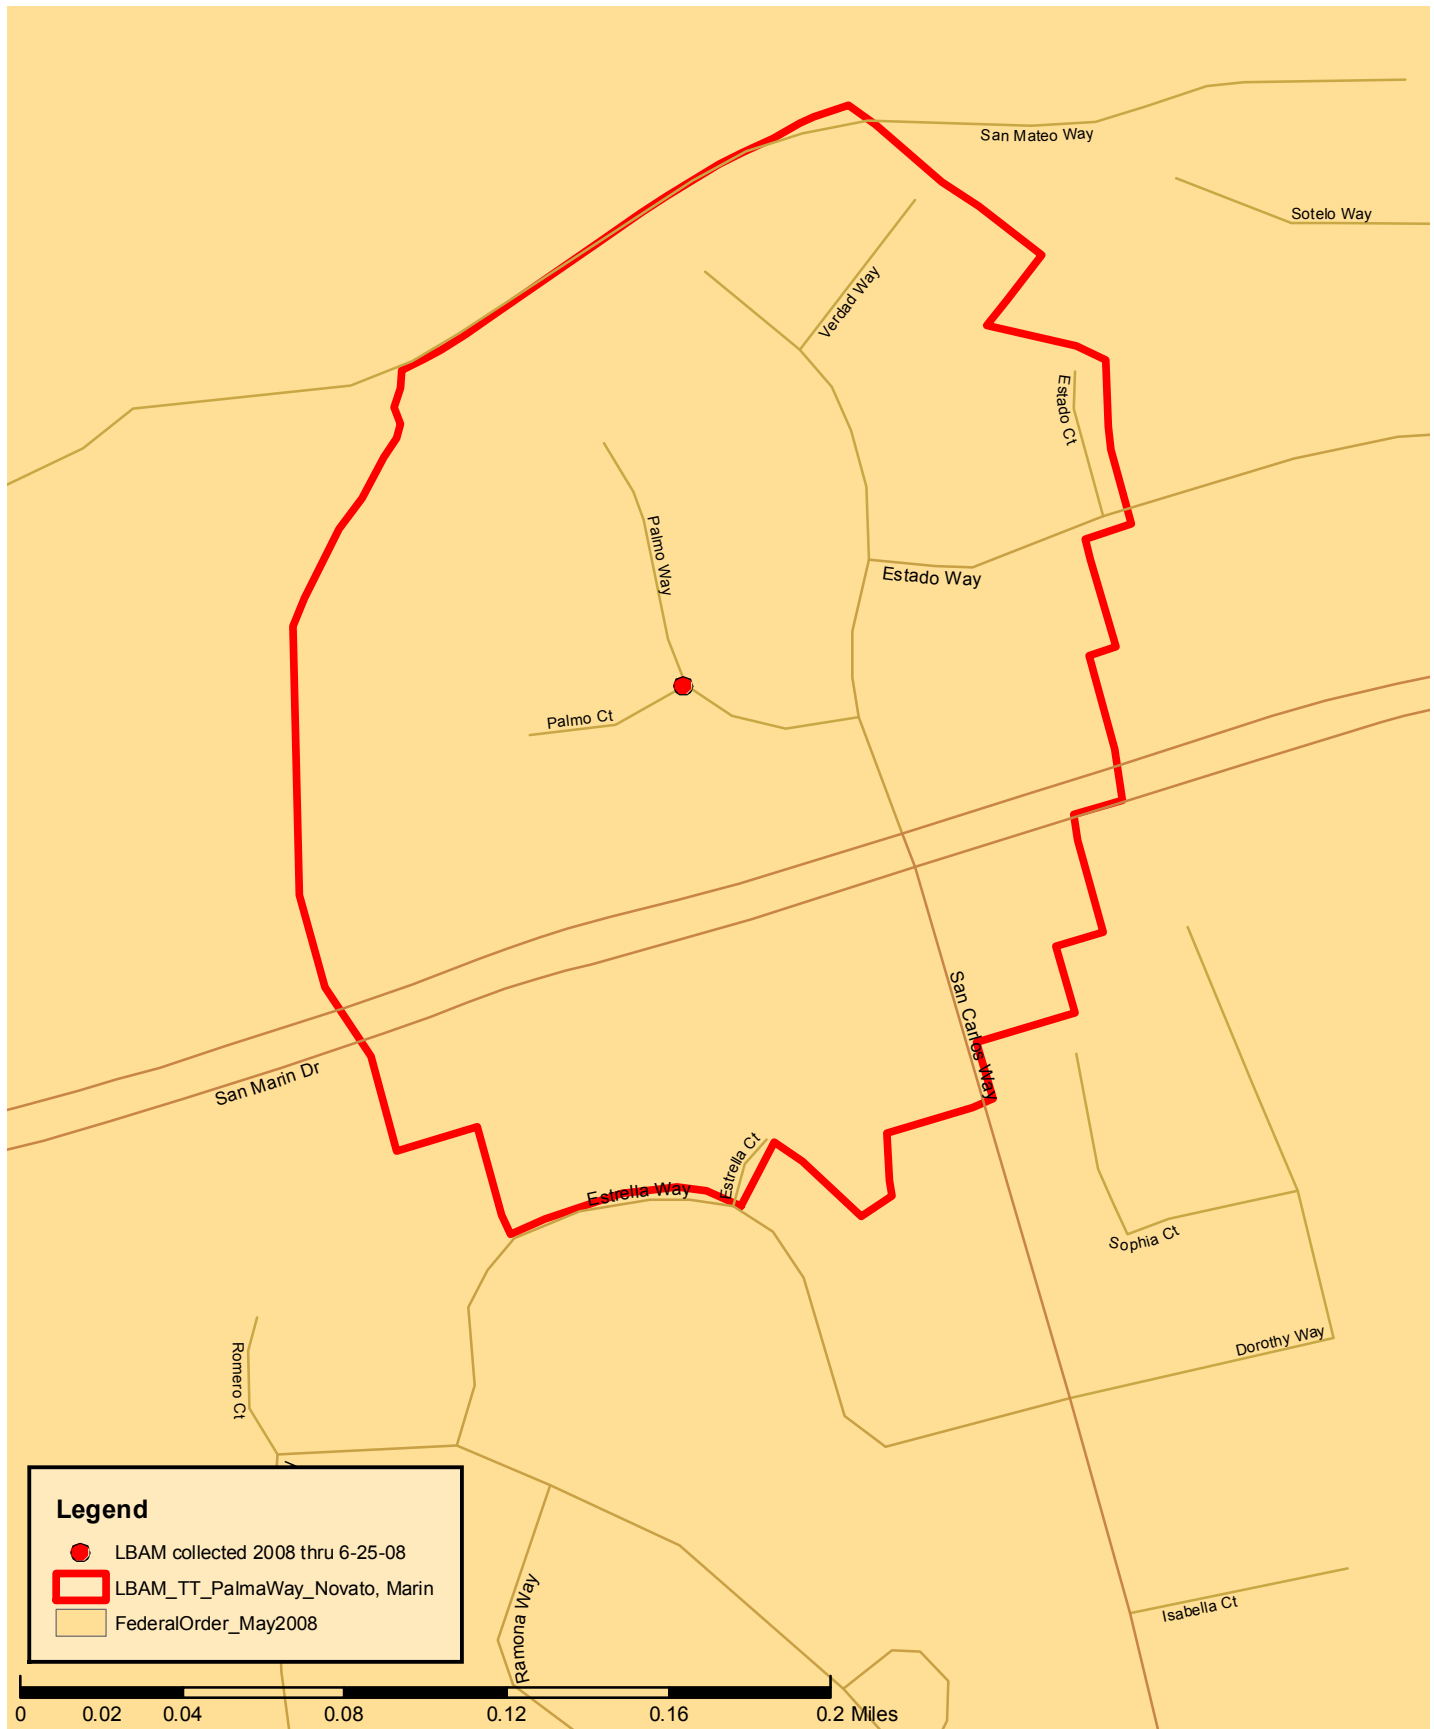 San Mateo Way
Sotelo Way
Verdad Way
Estado Ct
Palmo Way
Estado Way
Palmo Ct
San Carlos Way
San Marin Dr
Estrella Ct
Estrella Way
Sophia Ct
Dorothy Way
Romero Ct
Legend
LBAM collected 2008 thru 6-25-08
LBAM_TT_PalmaWay_Novato, Marin
FederalOrder_May2008
Ramona Way
Isabella Ct
0 0.02 0.04 0.08 0.12 0.16 0.2 Miles